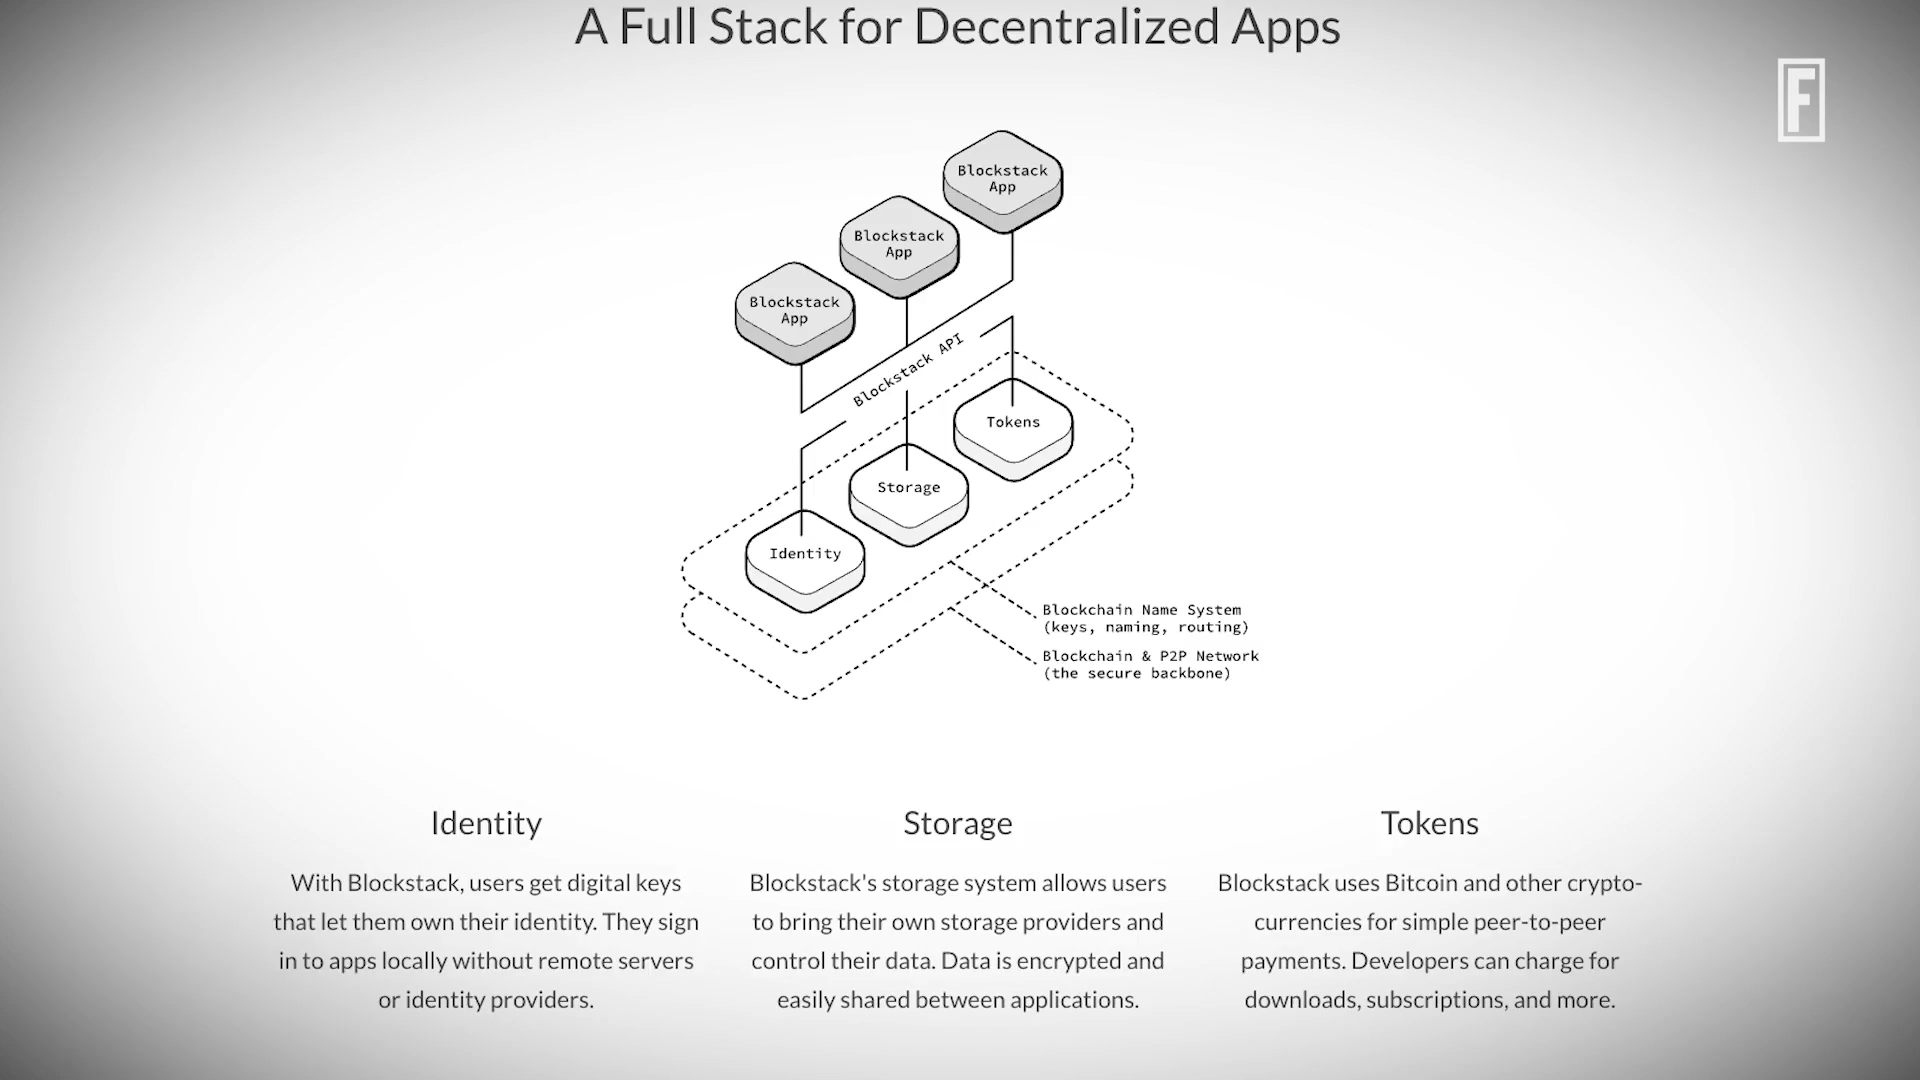 A Full Stack for Decentralized Apps
F
Blockstack
App
Blockstack
App
Blockstack
App
Blockstack API
Tokens
Storage
Identity
Blockchain Name System
(keys, naming, routing)
Blockchain & P2P Network
(the secure backbone)
Identity
With Blockstack, users get digital keys
that let them own their identity. They sign
in to apps locally without remote servers
or identity providers.
Storage
Blockstack's storage system allows users
to bring their own storage providers and
control their data. Data is encrypted and
easily shared between applications.
Tokens
Blockstack uses Bitcoin and other crypto-
currencies for simple peer-to-peer
payments. Developers can charge for
downloads, subscriptions, and more.